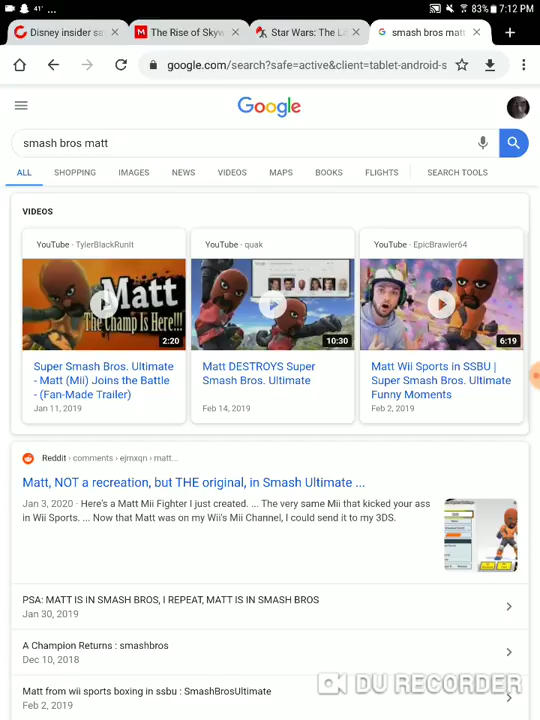 41°
83% 7:12 PM
Disney insider sa
The Rise of Skyw
Star Wars: The La
smash bros matt
google.com/search?safe=active&client=tablet-android-s
Google
smash bros matt
ALL SHOPPING IMAGES NEWS VIDEOS MAPS BOOKS FLIGHTS SEARCH TOOLS
VIDEOS
YouTube · TylerBlackRunIt
Matt
The Champ Is Here!!!
2:20
Super Smash Bros. Ultimate
- Matt (Mii) Joins the Battle
- (Fan-Made Trailer)
Jan 11, 2019
YouTube · quak
10:30
Matt DESTROYS Super
Smash Bros. Ultimate
Feb 14, 2019
YouTube · EpicBrawler64
6:19
Matt Wii Sports in SSBU |
Super Smash Bros. Ultimate
Funny Moments
Feb 2, 2019
Reddit › comments › ejmxqn › matt...
Matt, NOT a recreation, but THE original, in Smash Ultimate ...
Jan 3, 2020 · Here's a Matt Mii Fighter I just created. ... The very same Mii that kicked your ass
in Wii Sports. ... Now that Matt was on my Wii's Mii Channel, I could send it to my 3DS.
PSA: MATT IS IN SMASH BROS, I REPEAT, MATT IS IN SMASH BROS
Jan 30, 2019
A Champion Returns : smashbros
Dec 10, 2018
Matt from wii sports boxing in ssbu : SmashBrosUltimate
Feb 2, 2019
DU RECORDER